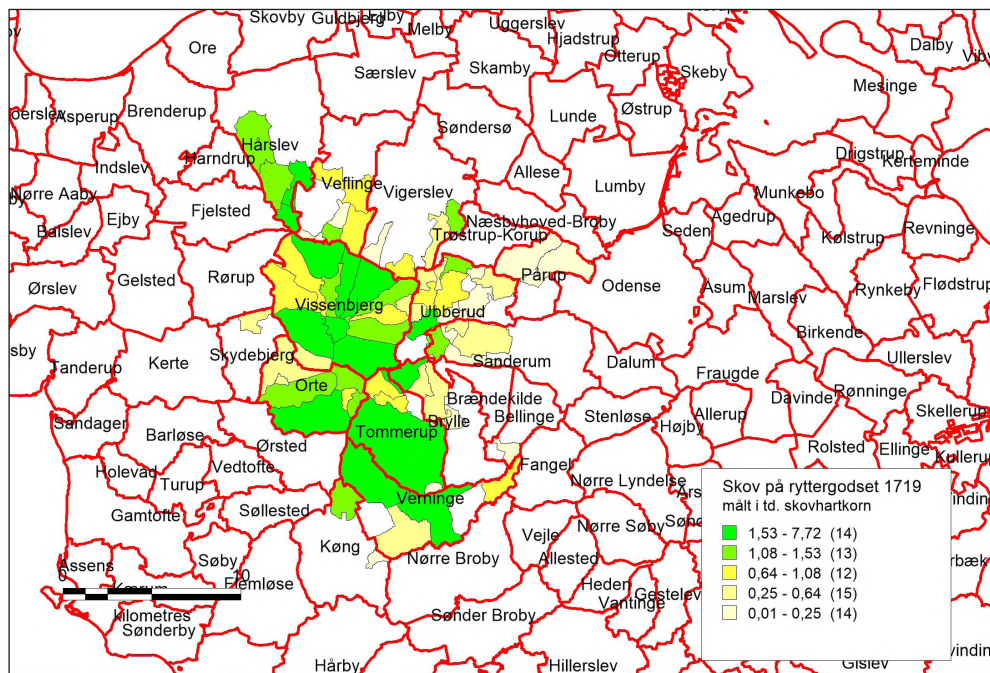 Skovby
Guldbjerg
Ejlby
Melby
Uggerslev
Hjadstrup
Otterup
Dalby
Viby
Ore
Særslev
Skamby
Skeby
Mesinge
Asperup
Brenderup
Lunde
Østrup
Søndersø
Hårslev
Harndrup
Indslev
Allese
Drigstrup
Kerteminde
Nørre Aaby
Veflinge
Vigerslev
Lumby
Munkebo
Ejby
Fjelsted
Næsbyhoved-Broby
Agedrup
Balslev
Trøstrup-Korup
Seden
Kølstrup
Revninge
Gelsted
Rørup
Pårup
Odense
Asum
Rynkeby
Flødstrup
Ørslev
Marslev
Vissenbjerg
Ubberud
Birkende
Skydebjerg
Sanderum
Dalum
Ullerslev
Tanderup
Kerte
Fraugde
Orte
Rønninge
Brændekilde
Davinde
Bellinge
Stenløse
Allerup
Skellerup
Sandager
Brylle
Højby
Barløse
Tommerup
Ørsted
Rolsted
Ellinge
Kullerup
Holevad
Vedtofte
Fangel
Turup
Nørre Lyndelse
Verninge
Gamtofte
Søllested
Nørre Søby
Vejle
Køng
Nørre Broby
Allested
Søby
Assens
Heden
Gestelev
Kærum
Flemløse
Vantinge
Sønder Broby
Sønderby
Hårby
Hillerslev
Gislev
0 10
kilometres
Skov på ryttergodset 1719
målt i td. skovhartkorn
1,53 - 7,72 (14)
1,08 - 1,53 (13)
0,64 - 1,08 (12)
0,25 - 0,64 (15)
0,01 - 0,25 (14)